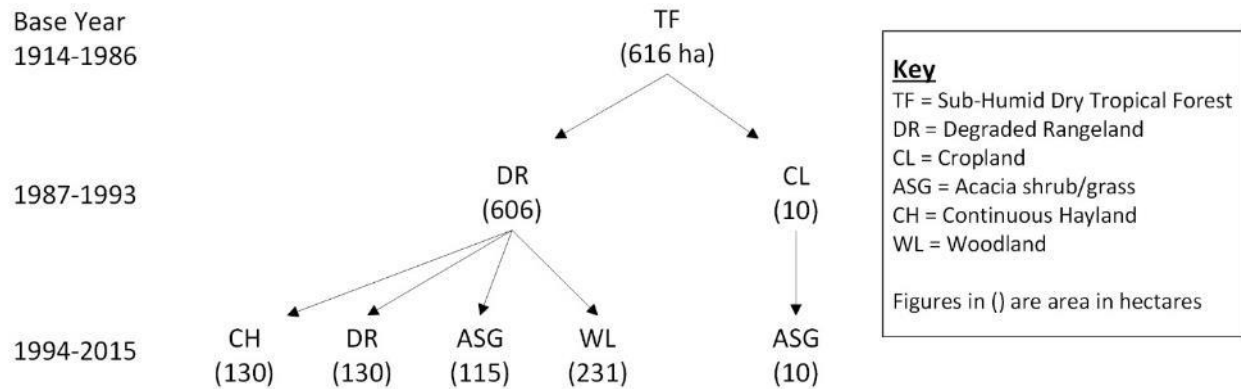 Base Year
1914-1986
TF
(616 ha)
1987-1993
DR
(606)
CL
(10)
1994-2015
CH
(130)
DR
(130)
ASG
(115)
WL
(231)
ASG
(10)
Key
TF = Sub-Humid Dry Tropical Forest
DR = Degraded Rangeland
CL = Cropland
ASG = Acacia shrub/grass
CH = Continuous Hayland
WL = Woodland
Figures in () are area in hectares